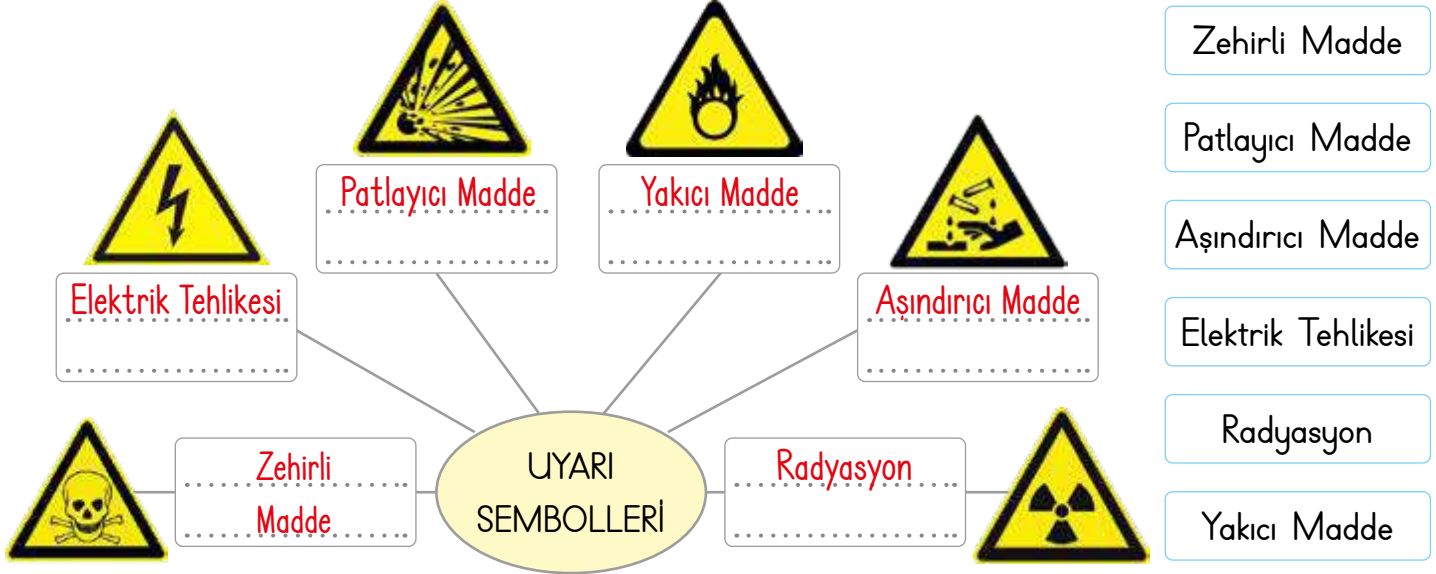 Patlayıcı Madde
Yakıcı Madde
Elektrik Tehlikesi
Aşındırıcı Madde
Zehirli
Madde
UYARI
SEMBOLLERİ
Radyasyon
Zehirli Madde
Patlayıcı Madde
Aşındırıcı Madde
Elektrik Tehlikesi
Radyasyon
Yakıcı Madde